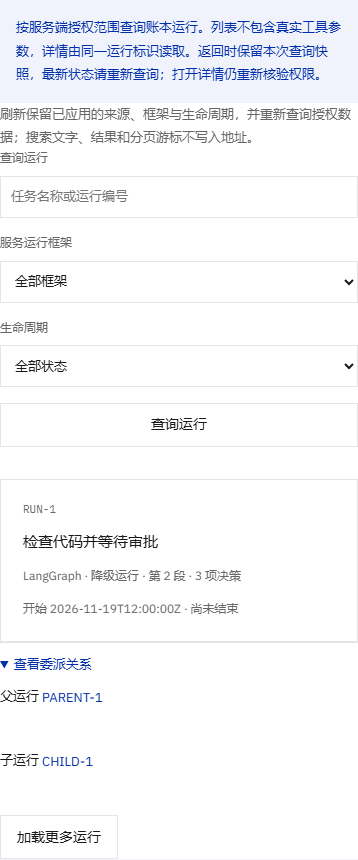 按服务端授权范围查询账本运行。列表不包含真实工具参
数，详情由同一运行标识读取。返回时保留本次查询快
照，最新状态请重新查询；打开详情仍重新核验权限。
刷新保留已应用的来源、框架与生命周期，并重新查询授权数
据；搜索文字、结果和分页游标不写入地址。
查询运行
任务名称或运行编号
服务运行框架
全部框架
生命周期
全部状态
查询运行
RUN-1
检查代码并等待审批
LangGraph · 降级运行 · 第 2 段 · 3 项决策
开始 2026-11-19T12:00:00Z · 尚未结束
▼ 查看委派关系
父运行 PARENT-1
子运行 CHILD-1
加载更多运行